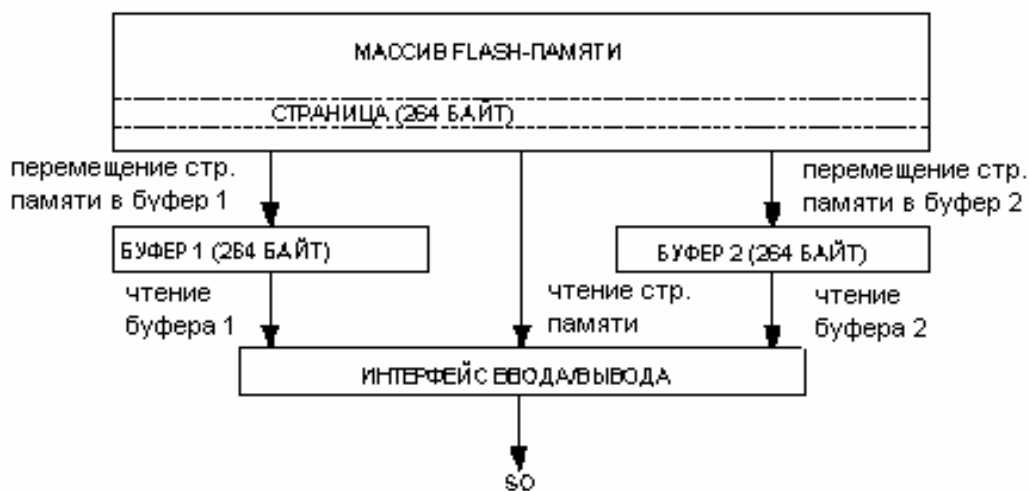 МАССИВ FLASH-ПАМЯТИ
СТРАНИЦА (264 БАЙТ)
перемещение стр.
памяти в буфер 1
перемещение стр.
памяти в буфер 2
БУФЕР 1 (264 БАЙТ)
БУФЕР 2 (264 БАЙТ)
чтение
буфера 1
чтение стр.
памяти
чтение
буфера 2
ИНТЕРФЕЙС ВВОДА/ВЫВОДА
SO